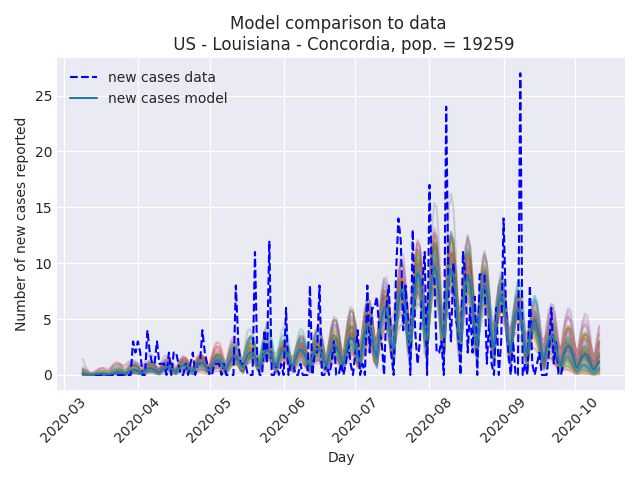 Model comparison to data
US - Louisiana - Concordia, pop. = 19259
new cases data
new cases model
Number of new cases reported
25
20
15
10
5
0
2020-03
2020-04
2020-05
2020-06
2020-07
2020-08
2020-09
2020-10
Day